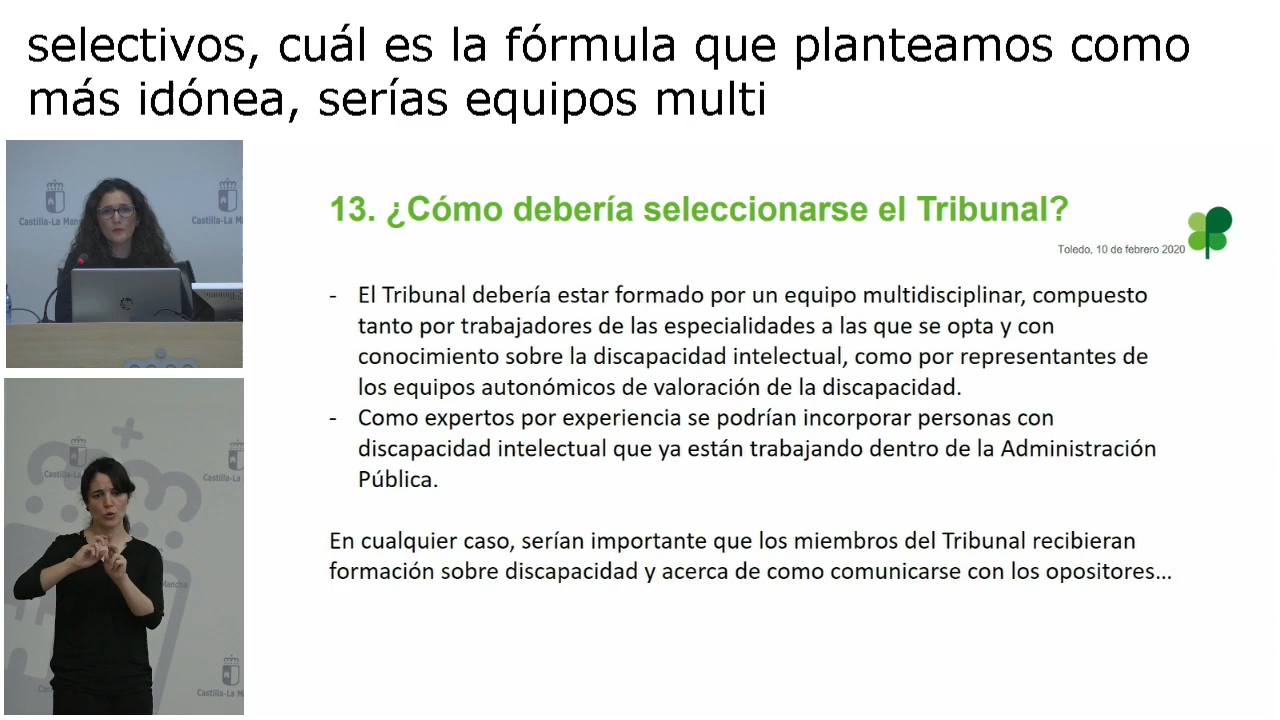 selectivos, cuál es la fórmula que planteamos como
más idónea, serías equipos multi
Castilla-La Manc
Castilla-La M
13. ¿Cómo debería seleccionarse el Tribunal?
Toledo, 10 de febrero 2020
- El Tribunal debería estar formado por un equipo multidisciplinar, compuesto
tanto por trabajadores de las especialidades a las que se opta y con
conocimiento sobre la discapacidad intelectual, como por representantes de
los equipos autonómicos de valoración de la discapacidad.
- Como expertos por experiencia se podrían incorporar personas con
discapacidad intelectual que ya están trabajando dentro de la Administración
Pública.
En cualquier caso, serían importante que los miembros del Tribunal recibieran
formación sobre discapacidad y acerca de como comunicarse con los opositores...
Castilla-La
Mancha
Castilla-La M